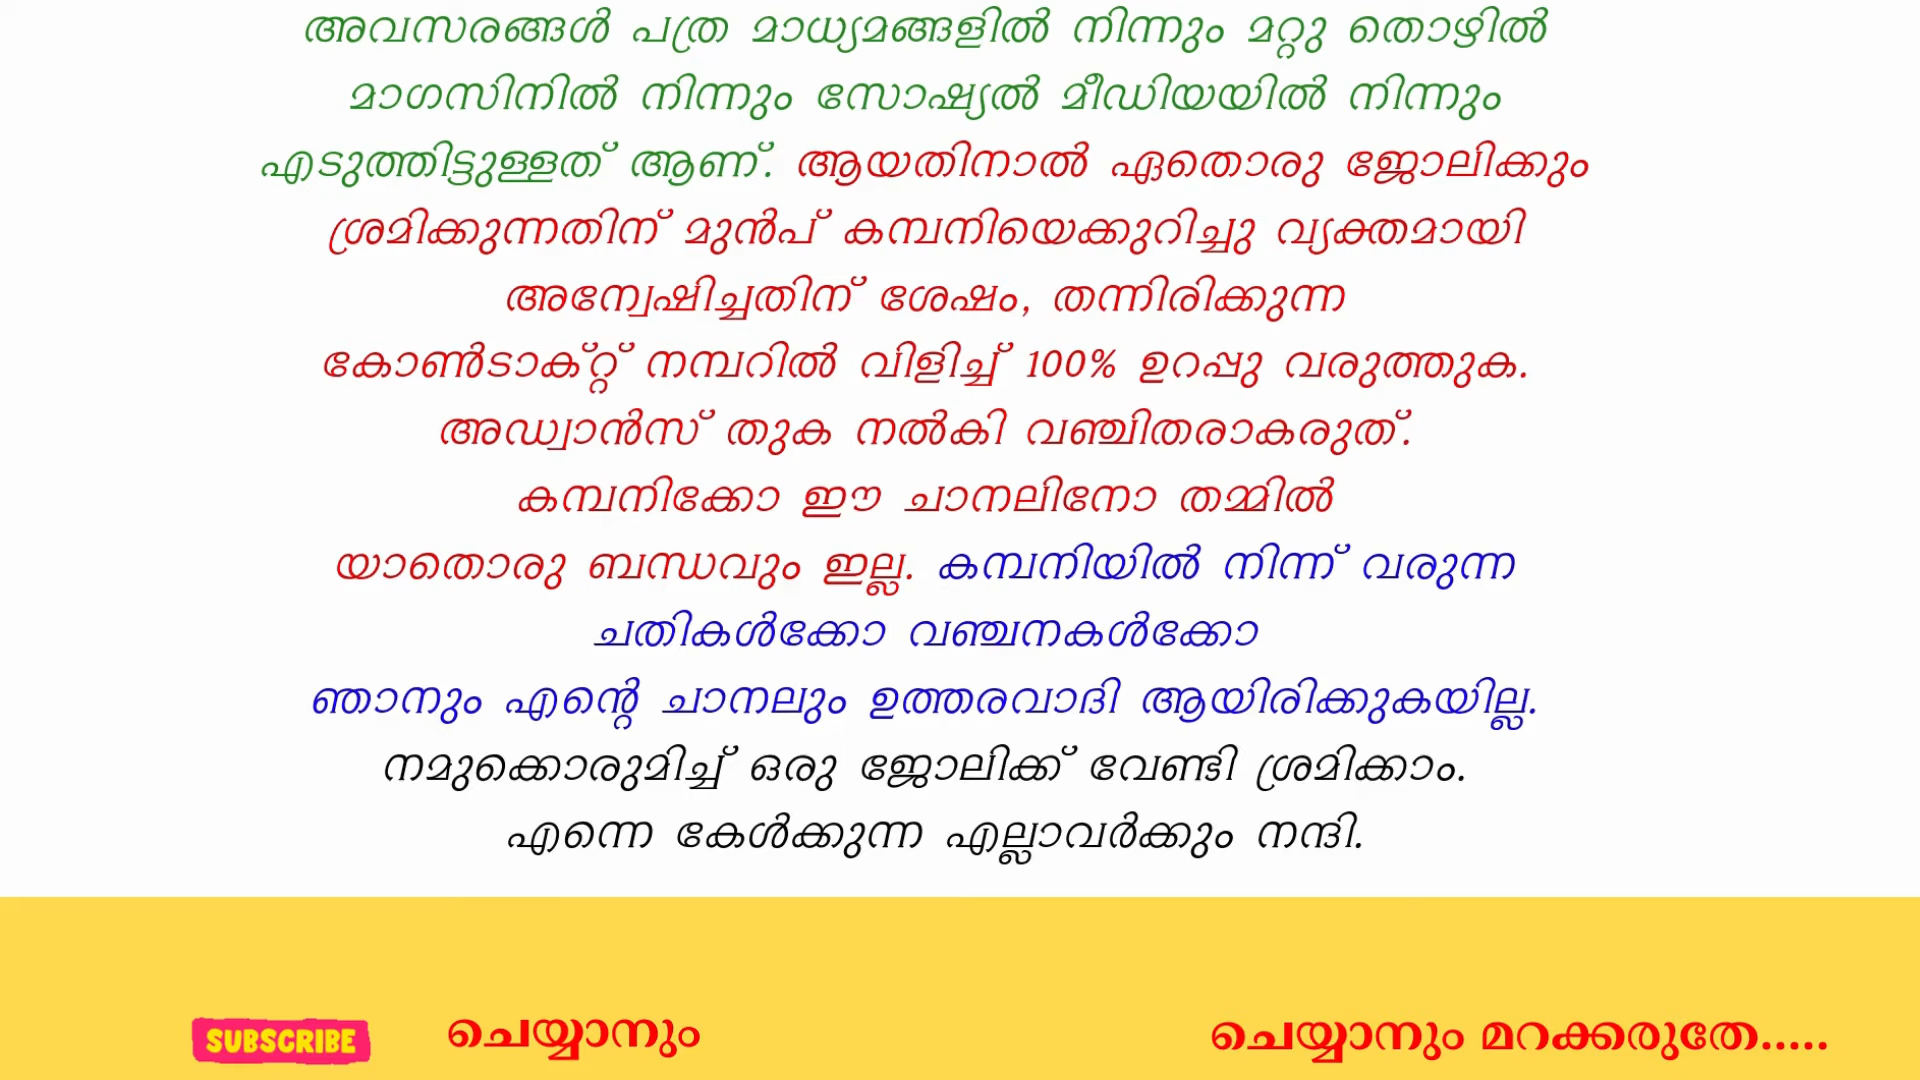 അവസരങ്ങൾ പത്ര മാധ്യമങ്ങളിൽ നിന്നും മറ്റു തൊഴിൽ
മാഗസിനിൽ നിന്നും സോഷ്യൽ മീഡിയയിൽ നിന്നും
എടുത്തിട്ടുള്ളത് ആണ്. ആയതിനാൽ ഏതൊരു ജോലിക്കും
ശ്രമിക്കുന്നതിന് മുൻപ് കമ്പനിയെക്കുറിച്ചു വ്യക്തമായി
അന്വേഷിച്ചതിന് ശേഷം, തന്നിരിക്കുന്ന
കോൺടാക്റ്റ് നമ്പറിൽ വിളിച്ച് 100% ഉറപ്പു വരുത്തുക.
അഡ്വാൻസ് തുക നൽകി വഞ്ചിതരാകരുത്.
കമ്പനിക്കോ ഈ ചാനലിനോ തമ്മിൽ
യാതൊരു ബന്ധവും ഇല്ല. കമ്പനിയിൽ നിന്ന് വരുന്ന
ചതികൾക്കോ വഞ്ചനകൾക്കോ
ഞാനും എന്റെ ചാനലും ഉത്തരവാദി ആയിരിക്കുകയില്ല.
നമുക്കൊരുമിച്ച് ഒരു ജോലിക്ക് വേണ്ടി ശ്രമിക്കാം.
എന്നെ കേൾക്കുന്ന എല്ലാവർക്കും നന്ദി.
SUBSCRIBE ചെയ്യാനും ചെയ്യാനും മറക്കരുതേ.....